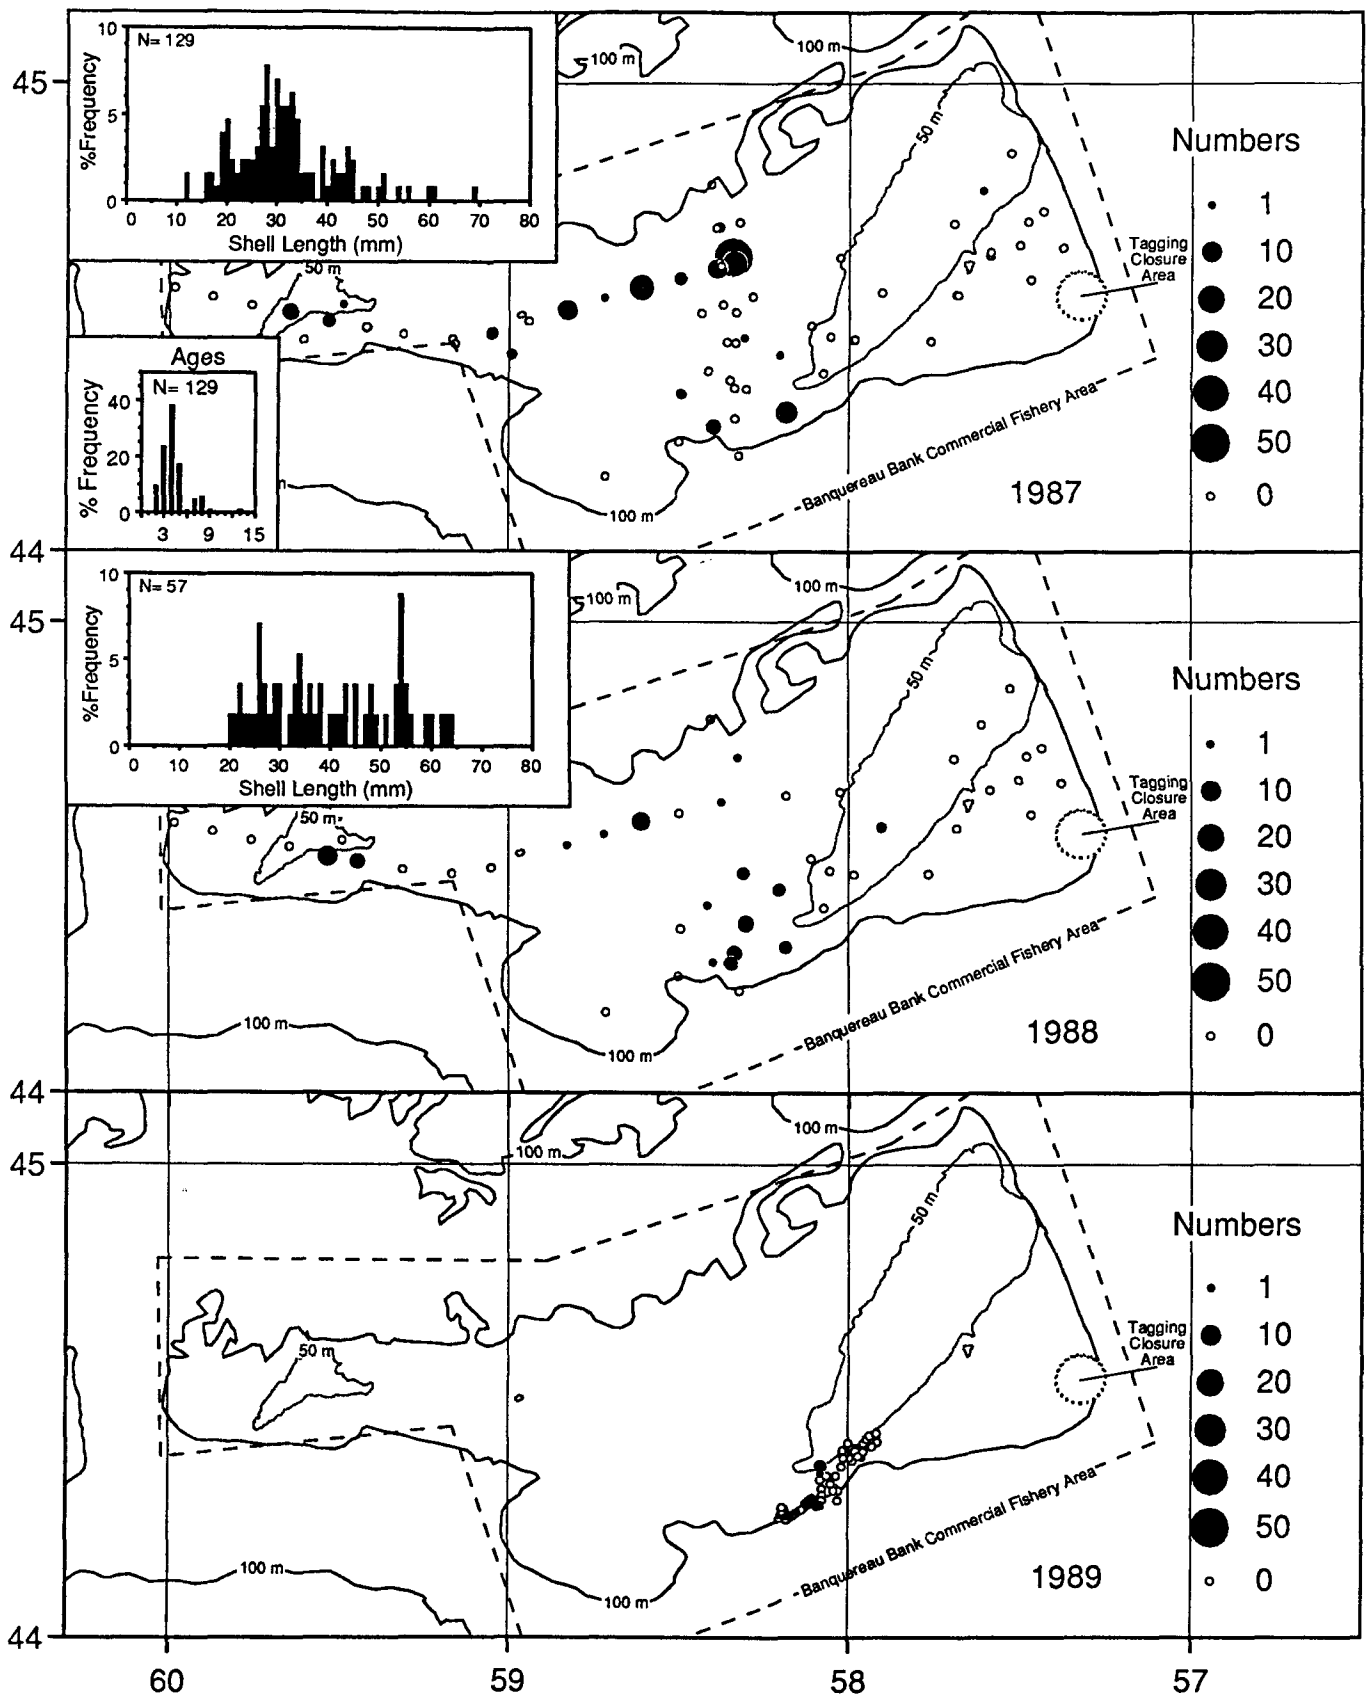 10
N= 129
5
0
%Frequency
0 10 20 30 40 50 60 70 80
Shell Length (mm)
100 m
100 m
45
50 m
Numbers
1
10
20
30
40
50
0
Tagging
Closure
Area
50 m
Ages
N= 129
40
20
0
% Frequency
3 9 15
100 m
Banquereau Bank Commercial Fishery Area
1987
44
10
N= 57
5
0
%Frequency
0 10 20 30 40 50 60 70 80
Shell Length (mm)
100 m
100 m
45
50 m
Numbers
1
10
20
30
40
50
0
Tagging
Closure
Area
50 m
100 m
100 m
Banquereau Bank Commercial Fishery Area
1988
44
100 m
100 m
45
50 m
Numbers
1
10
20
30
40
50
0
Tagging
Closure
Area
50 m
100 m
100 m
Banquereau Bank Commercial Fishery Area
1989
44
60 59 58 57